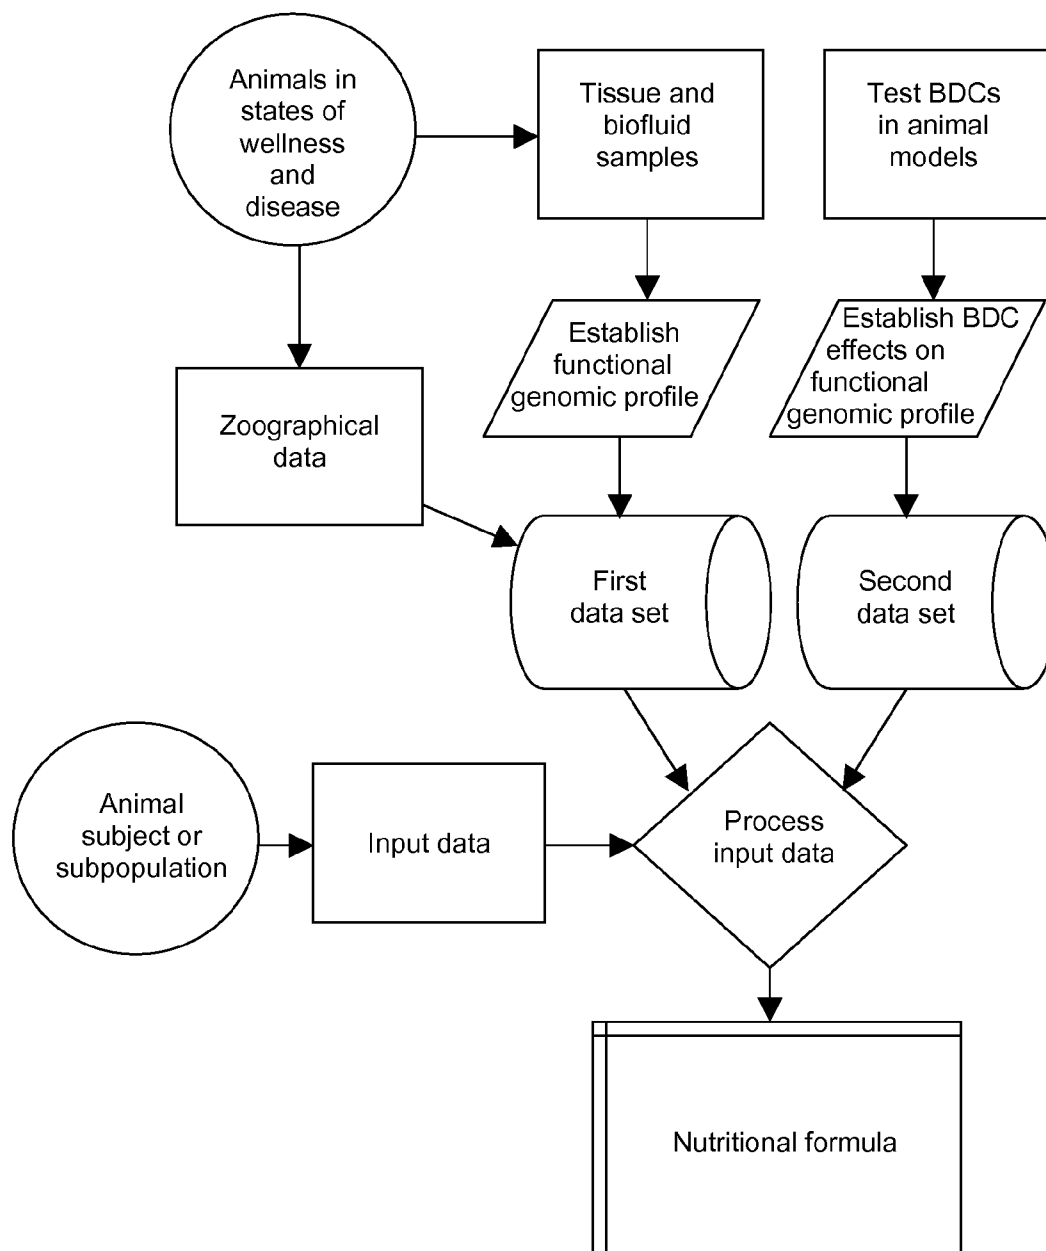 Animals in
states of
wellness
and
disease
Tissue and
biofluid
samples
Test BDCs
in animal
models
Establish
functional
genomic profile
Establish BDC
effects on
functional
genomic profile
Zoographical
data
First
data set
Second
data set
Animal
subject or
subpopulation
Input data
Process
input data
Nutritional formula